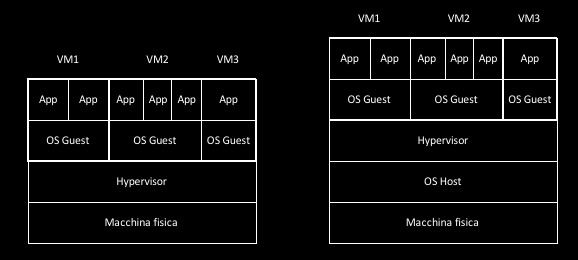 VM1 VM2 VM3
App App App App App App
OS Guest OS Guest OS Guest
Hypervisor
Macchina fisica
VM1 VM2 VM3
App App App App App App
OS Guest OS Guest OS Guest
Hypervisor
OS Host
Macchina fisica